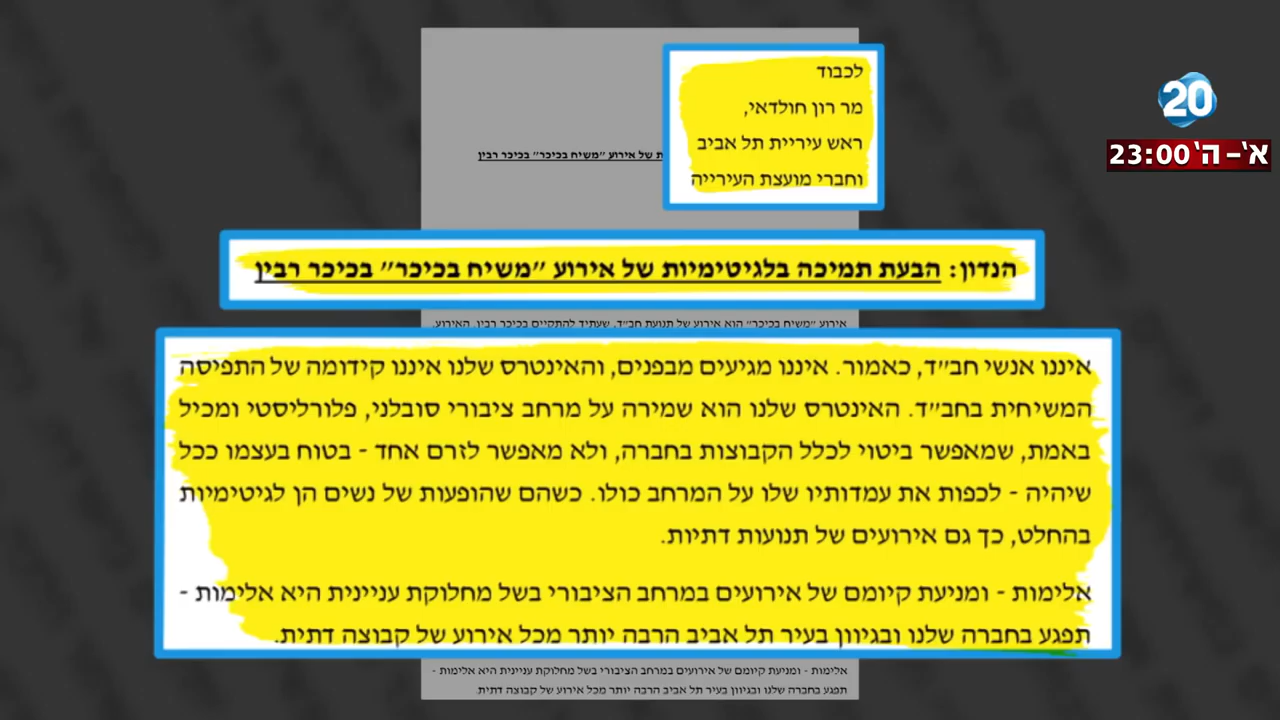 לכבוד
מר רון חולדאי,
ראש עיריית תל אביב
וחברי מועצת העירייה
20
א'-ה' 23:00
ת של אירוע "משיח בכיכר" בכיכר רבין
הנדון: הבעת תמיכה בלגיטימיות של אירוע "משיח בכיכר" בכיכר רבין
אירוע "משיח בכיכר" הוא אירוע של תנועת חב"ד, שעתיד להתקיים בכיכר רבין. האירוע,
איננו אנשי חב"ד, כאמור. איננו מגיעים מבפנים, והאינטרס שלנו איננו קידומה של התפיסה
המשיחית בחב"ד. האינטרס שלנו הוא שמירה על מרחב ציבורי סובלני, פלורליסטי ומכיל
באמת, שמאפשר ביטוי לכלל הקבוצות בחברה, ולא מאפשר לזרם אחד - בטוח בעצמו ככל
שיהיה - לכפות את עמדותיו שלו על המרחב כולו. כשהם שהופעות של נשים הן לגיטימיות
בהחלט, כך גם אירועים של תנועות דתיות.
אלימות - ומניעת קיומם של אירועים במרחב הציבורי בשל מחלוקת עניינית היא אלימות -
תפגע בחברה שלנו ובגיוון בעיר תל אביב הרבה יותר מכל אירוע של קבוצה דתית.
אלימות - ומניעת קיומם של אירועים במרחב הציבורי בשל מחלוקת עניינית היא אלימות -
תפגע בחברה שלנו ובגיוון בעיר תל אביב הרבה יותר מכל אירוע של קבוצה דתית.